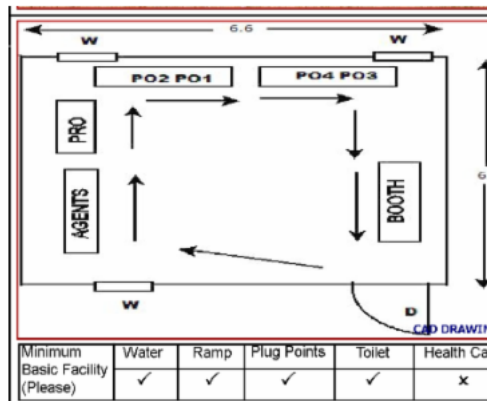 6.6
W W
PO2 PO1 PO4 PO3
PRO
6
AGENTS
BOOTH
W
D
CAD DRAWIN
Minimum Basic Facility (Please) Water Ramp Plug Points Toilet Health Ca
✓ ✓ ✓ ✓ x